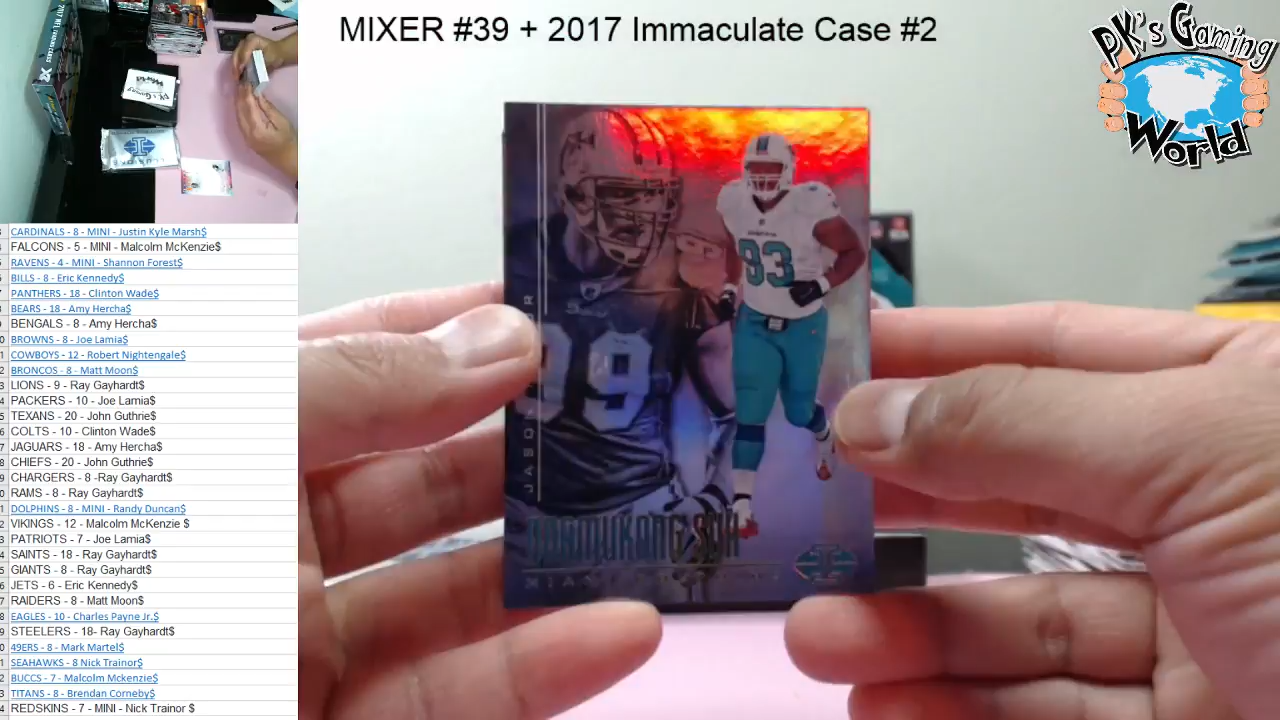 MIXER #39 + 2017 Immaculate Case #2
PK's Gaming
World
CARDINALS - 8 - MINI - Justin Kyle Marsh$
FALCONS - 5 - MINI - Malcolm McKenzie$
RAVENS - 4 - MINI - Shannon Forest$
BILLS - 8 - Eric Kennedy$
PANTHERS - 18 - Clinton Wade$
BEARS - 18 - Amy Hercha$
BENGALS - 8 - Amy Hercha$
BROWNS - 8 - Joe Lamia$
COWBOYS - 12 - Robert Nightengale$
BRONCOS - 8 - Matt Moon$
LIONS - 9 - Ray Gayhardt$
PACKERS - 10 - Joe Lamia$
TEXANS - 20 - John Guthrie$
COLTS - 10 - Clinton Wade$
JAGUARS - 18 - Amy Hercha$
CHIEFS - 20 - John Guthrie$
CHARGERS - 8 -Ray Gayhardt$
RAMS - 8 - Ray Gayhardt$
DOLPHINS - 8 - MINI - Randy Duncan$
VIKINGS - 12 - Malcolm McKenzie $
PATRIOTS - 7 - Joe Lamia$
SAINTS - 18 - Ray Gayhardt$
GIANTS - 8 - Ray Gayhardt$
JETS - 6 - Eric Kennedy$
RAIDERS - 8 - Matt Moon$
EAGLES - 10 - Charles Payne Jr.$
STEELERS - 18- Ray Gayhardt$
49ERS - 8 - Mark Martel$
SEAHAWKS - 8 Nick Trainor$
BUCCS - 7 - Malcolm Mckenzie$
TITANS - 8 - Brendan Corneby$
REDSKINS - 7 - MINI - Nick Trainor $
JASON
99
93
NDAMUKONG SUH